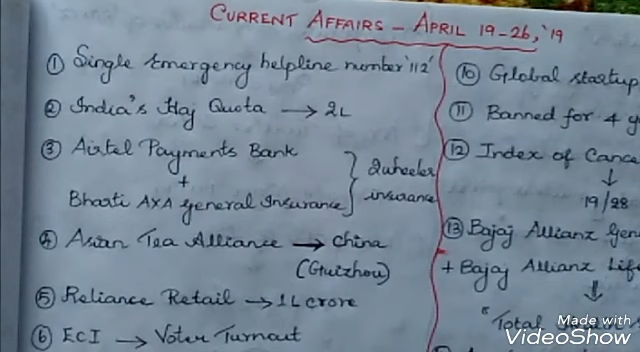 CURRENT AFFAIRS - APRIL 19-26, '19
① Single Emergency helpline number '112'
② India's Haj Quota → 2L
③ Airtel Payments Bank
+
Bharti AXA general Insurance } 2wheeler insurance
④ Asian Tea Alliance → China
(Guizhou)
⑤ Reliance Retail → 1L crore
⑥ ECI → Voter Turnout
⑩ Global startup
⑪ Banned for 4 y
⑫ Index of Cance
↓
19/28
⑬ Bajaj Allianz Gen
+ Bajaj Allianz Life
↓
"Total
Made with
VideoShow